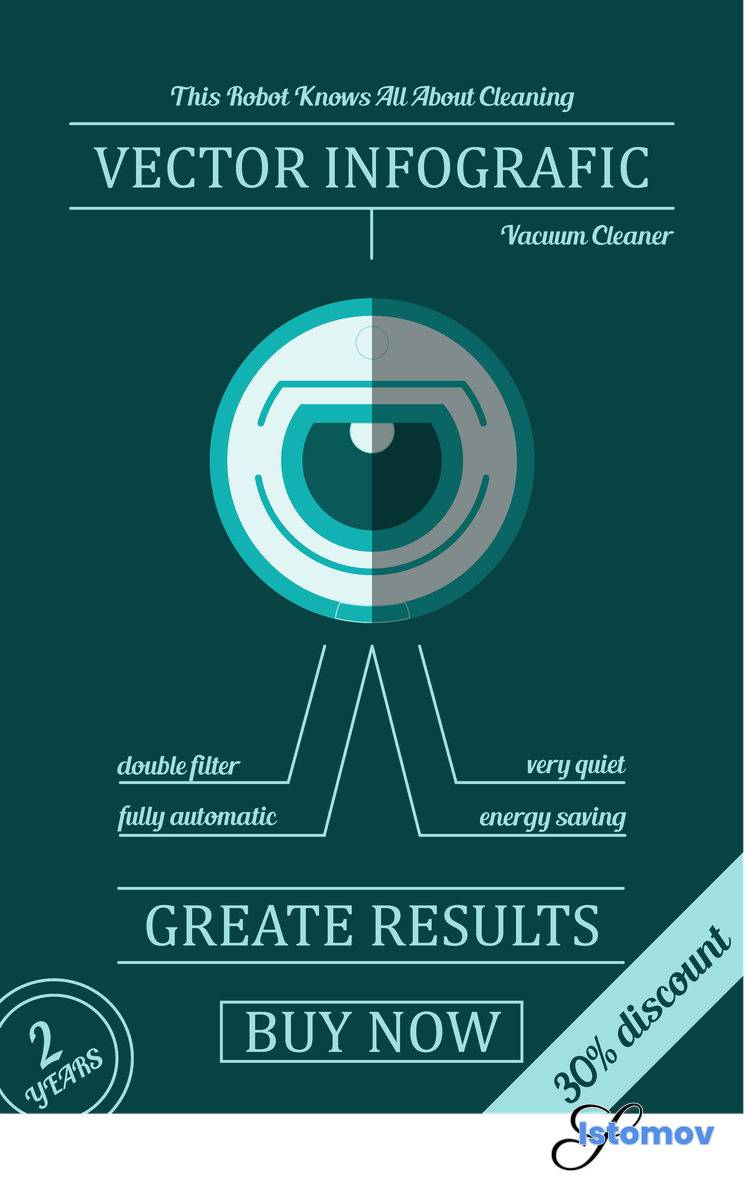 This Robot Knows All About Cleaning
VECTOR INFOGRAFIC
Vacuum Cleaner
double filter
very quiet
fully automatic
energy saving
GREATE RESULTS
BUY NOW
2
YEARS
30% discount
Istomov